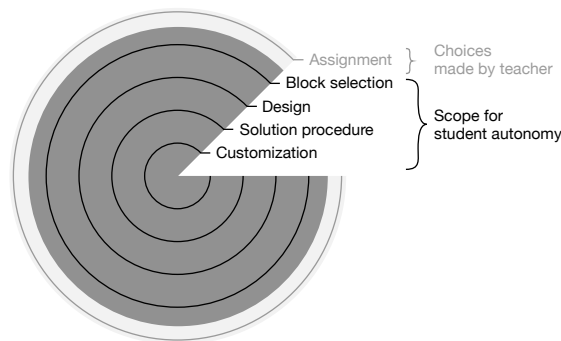 Assignment
Choices
made by teacher
Block selection
Design
Solution procedure
Customization
Scope for
student autonomy